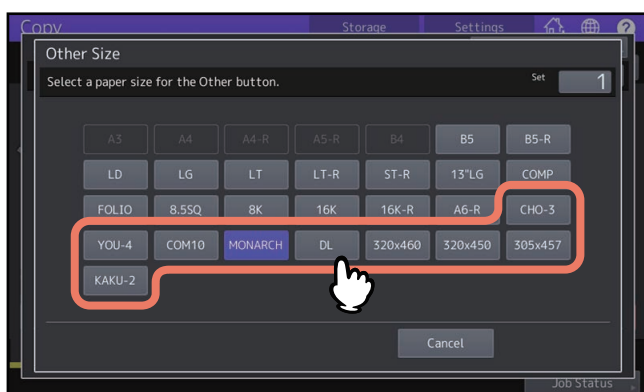 Copy Storage Settings ?
Other Size
Select a paper size for the Other button. Set 1
A3 A4 A4-R A5-R B4 B5 B5-R
LD LG LT LT-R ST-R 13"LG COMP
FOLIO 8.5SQ 8K 16K 16K-R A6-R CHO-3
YOU-4 COM10 MONARCH DL 320x460 320x450 305x457
KAKU-2
Cancel
Job Status